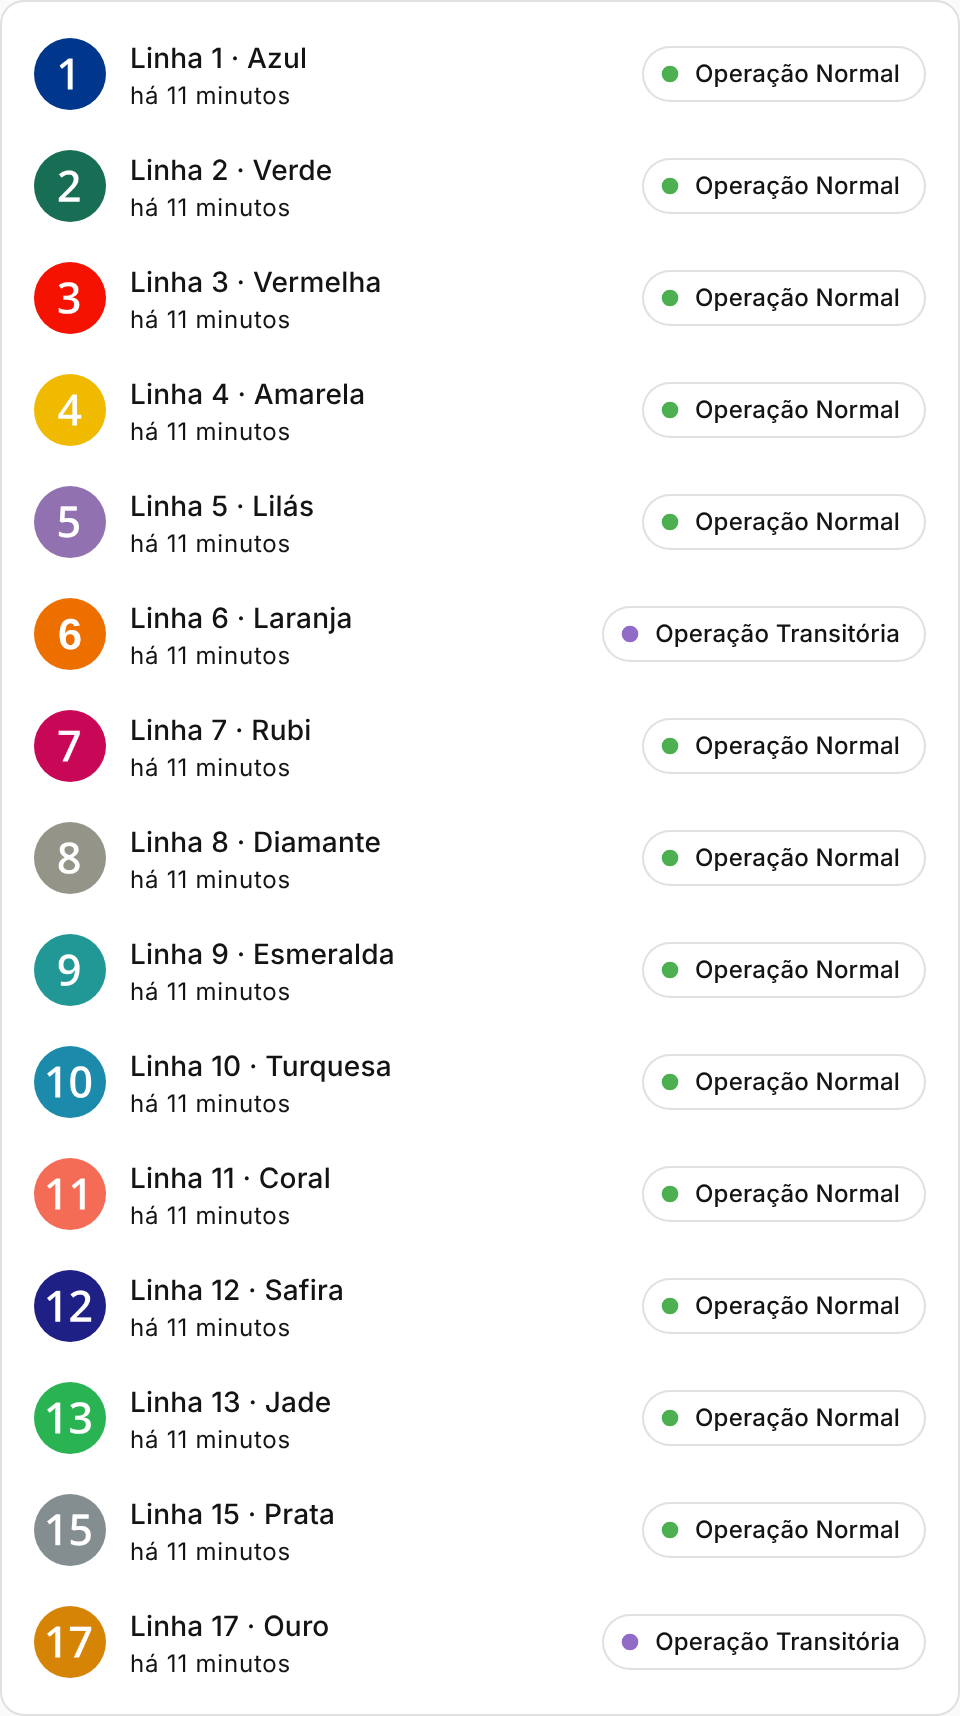 1
Linha 1 · Azul
há 11 minutos
Operação Normal
2
Linha 2 · Verde
há 11 minutos
Operação Normal
3
Linha 3 · Vermelha
há 11 minutos
Operação Normal
4
Linha 4 · Amarela
há 11 minutos
Operação Normal
5
Linha 5 · Lilás
há 11 minutos
Operação Normal
6
Linha 6 · Laranja
há 11 minutos
Operação Transitória
7
Linha 7 · Rubi
há 11 minutos
Operação Normal
8
Linha 8 · Diamante
há 11 minutos
Operação Normal
9
Linha 9 · Esmeralda
há 11 minutos
Operação Normal
10
Linha 10 · Turquesa
há 11 minutos
Operação Normal
11
Linha 11 · Coral
há 11 minutos
Operação Normal
12
Linha 12 · Safira
há 11 minutos
Operação Normal
13
Linha 13 · Jade
há 11 minutos
Operação Normal
15
Linha 15 · Prata
há 11 minutos
Operação Normal
17
Linha 17 · Ouro
há 11 minutos
Operação Transitória